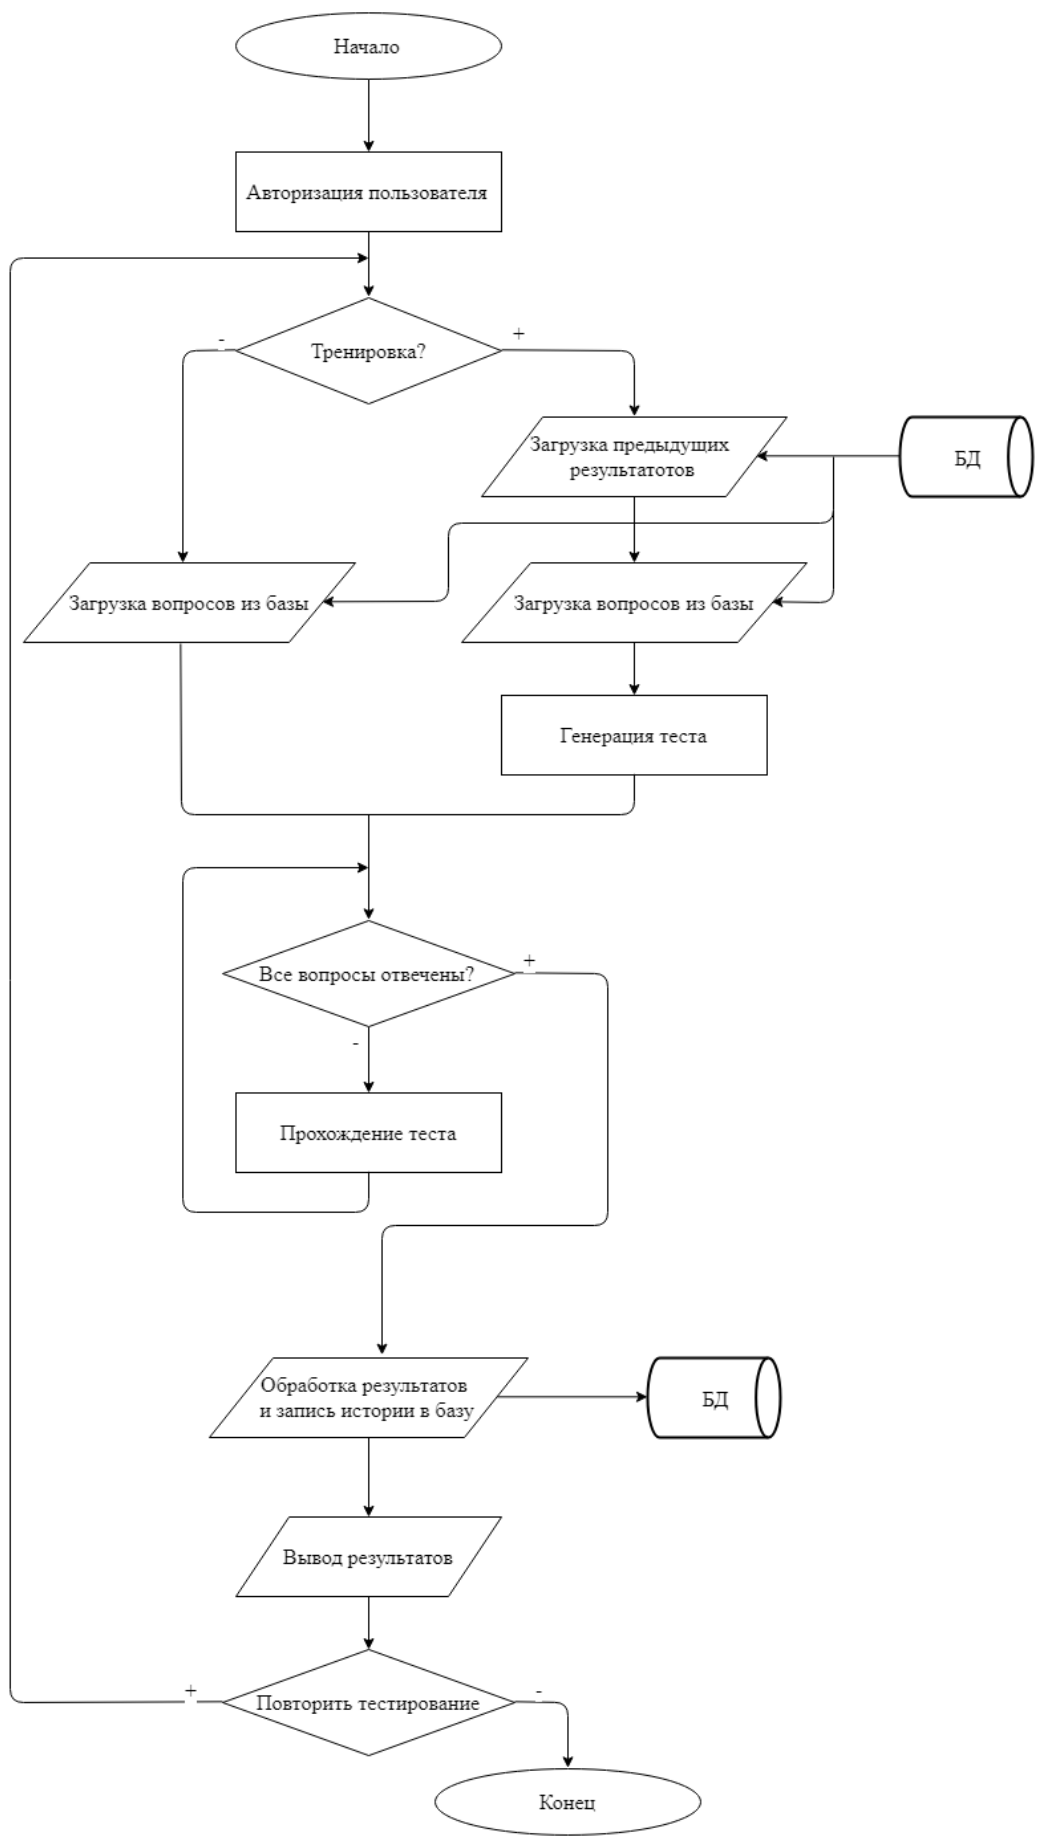 Начало
Авторизация пользователя
-
+
Тренировка?
Загрузка предыдущих
результатотов
БД
Загрузка вопросов из базы
Загрузка вопросов из базы
Генерация теста
+
Все вопросы отвечены?
-
Прохождение теста
Обработка результатов
и запись истории в базу
БД
Вывод результатов
+
-
Повторить тестирование
Конец